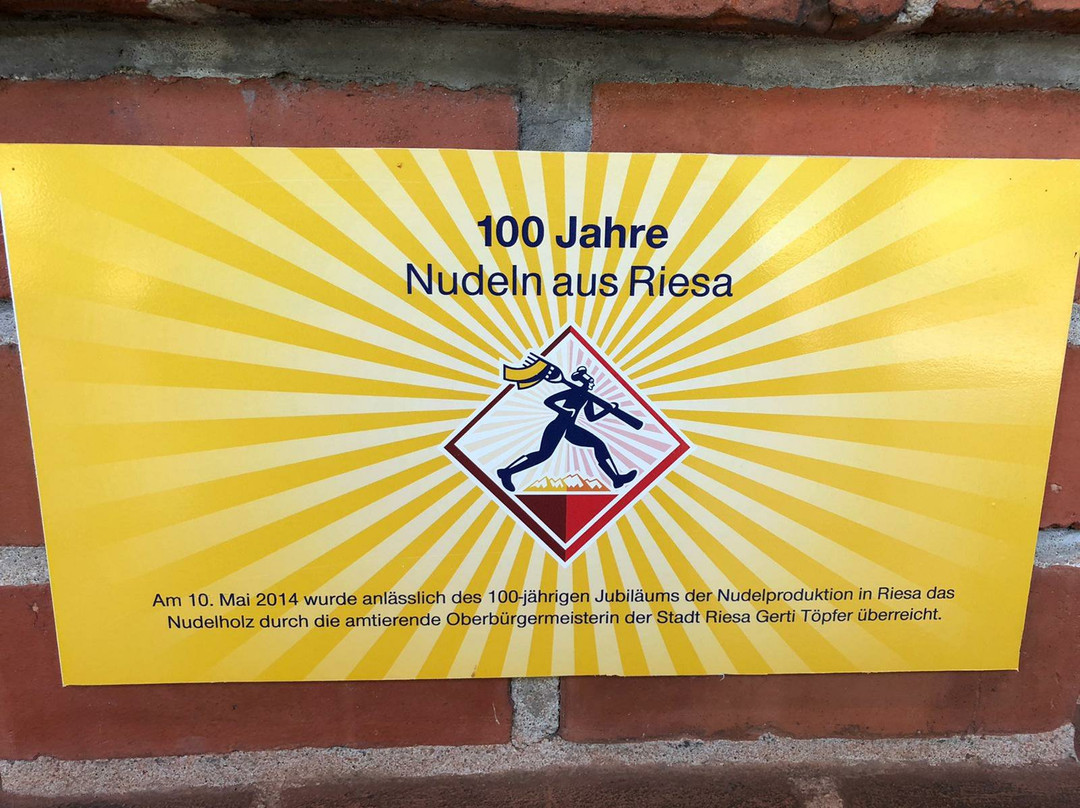 100 Jahre
Nudeln aus Riesa
Am 10. Mai 2014 wurde anlässlich des 100-jährigen Jubiläums der Nudelproduktion in Riesa das
Nudelholz durch die amtierende Oberbürgermeisterin der Stadt Riesa Gerti Töpfer überreicht.